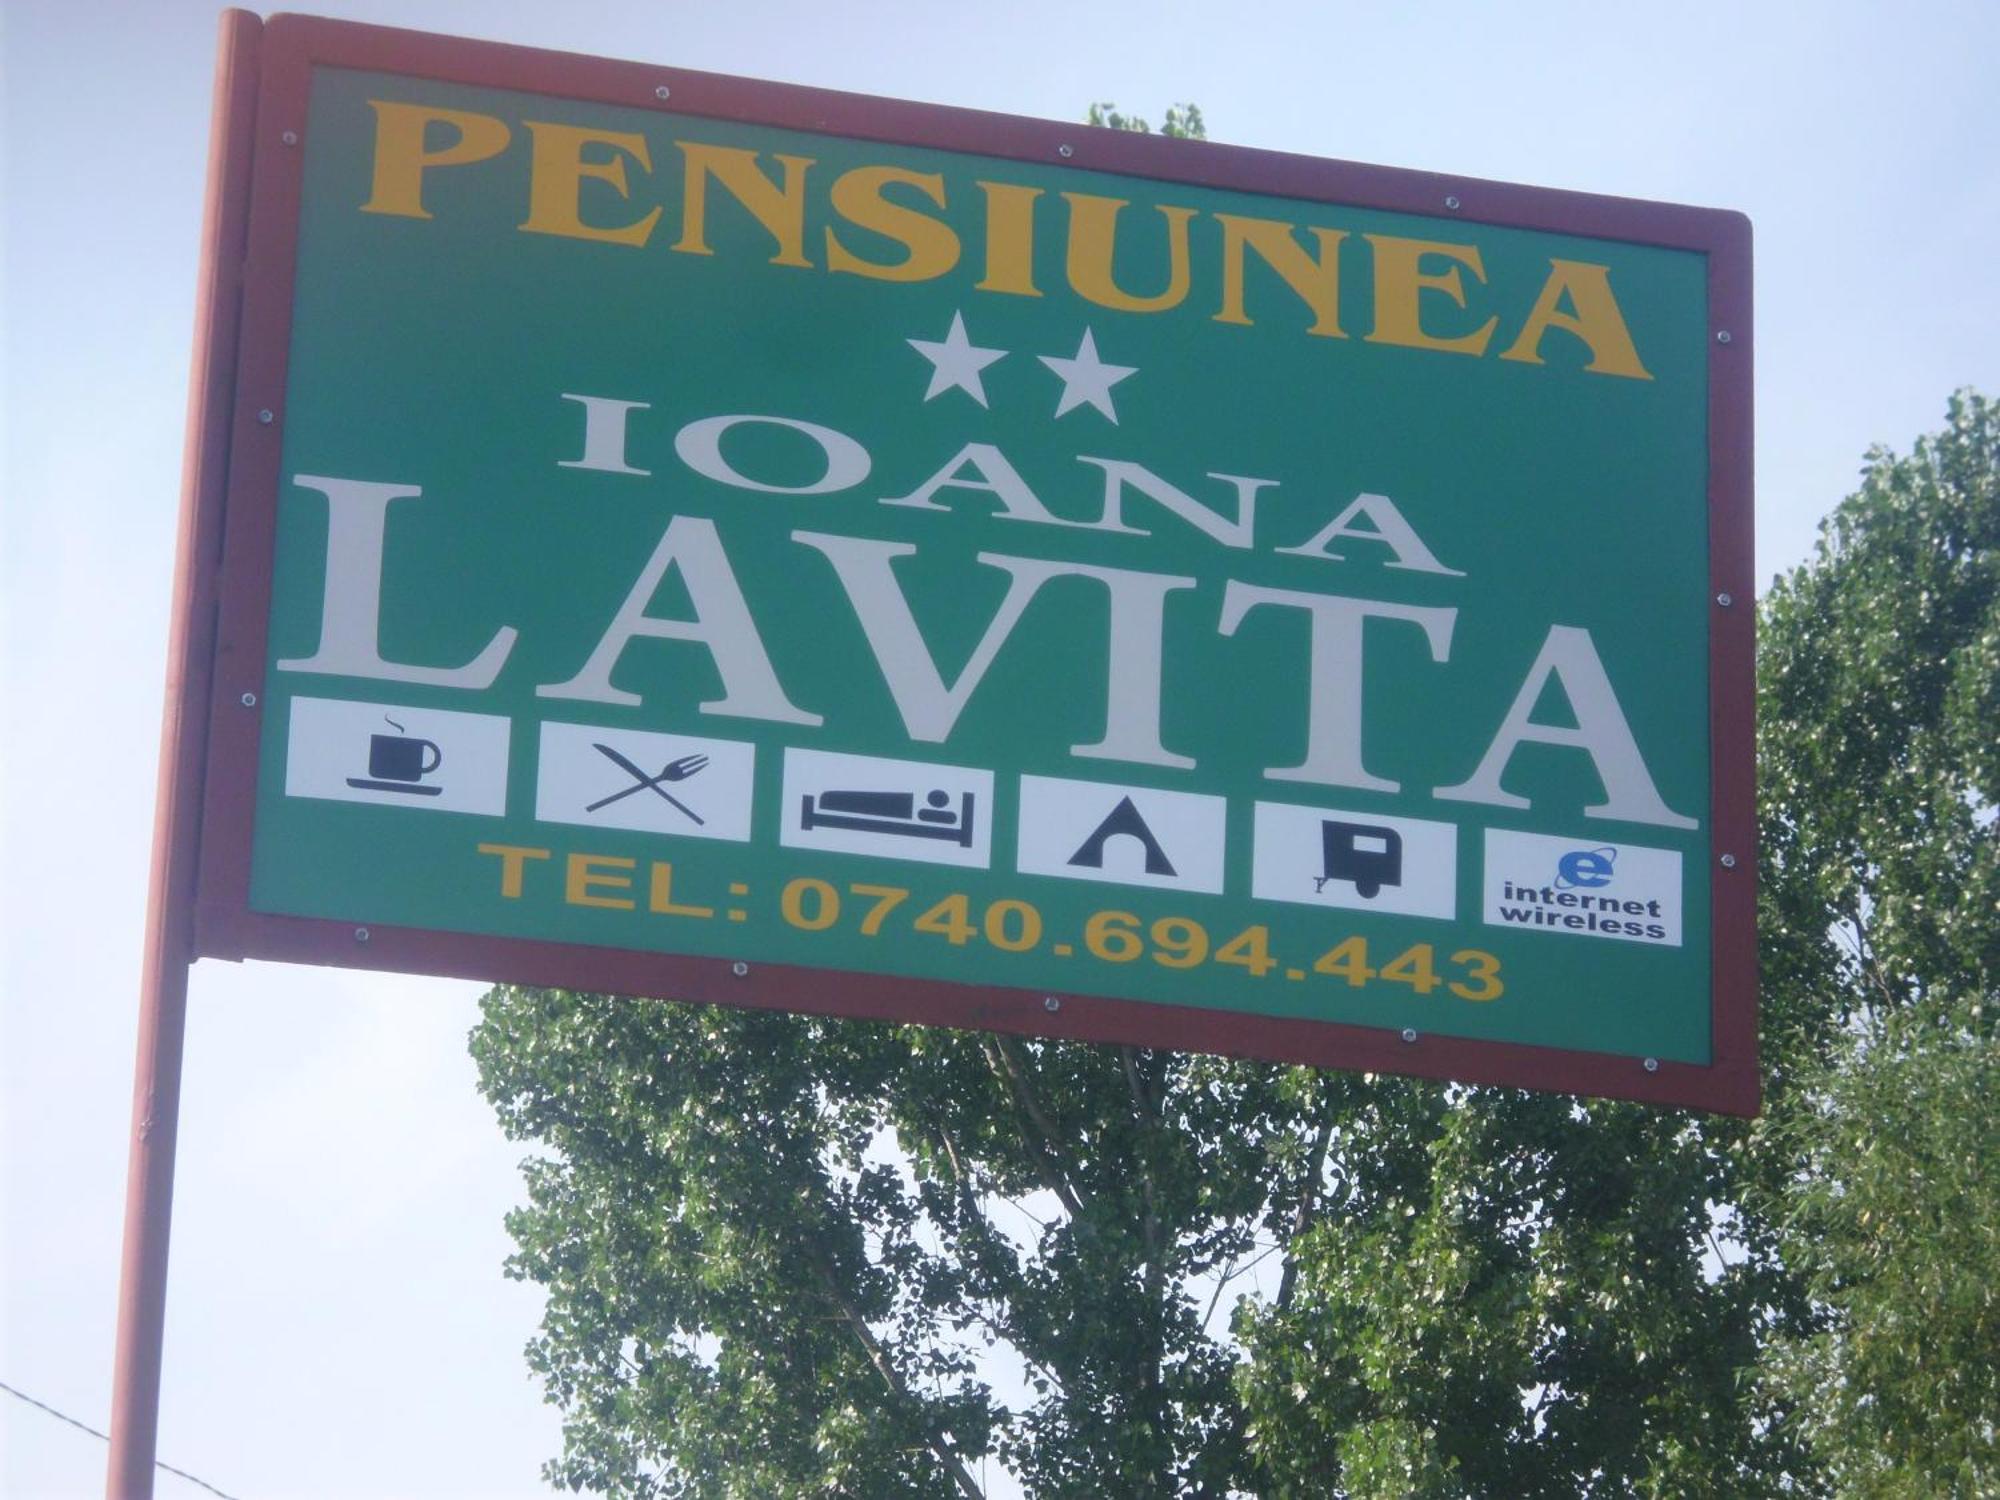 PENSIUNEA
IOANA
LAVITA
e
internet
wireless
TEL: 0740.694.443